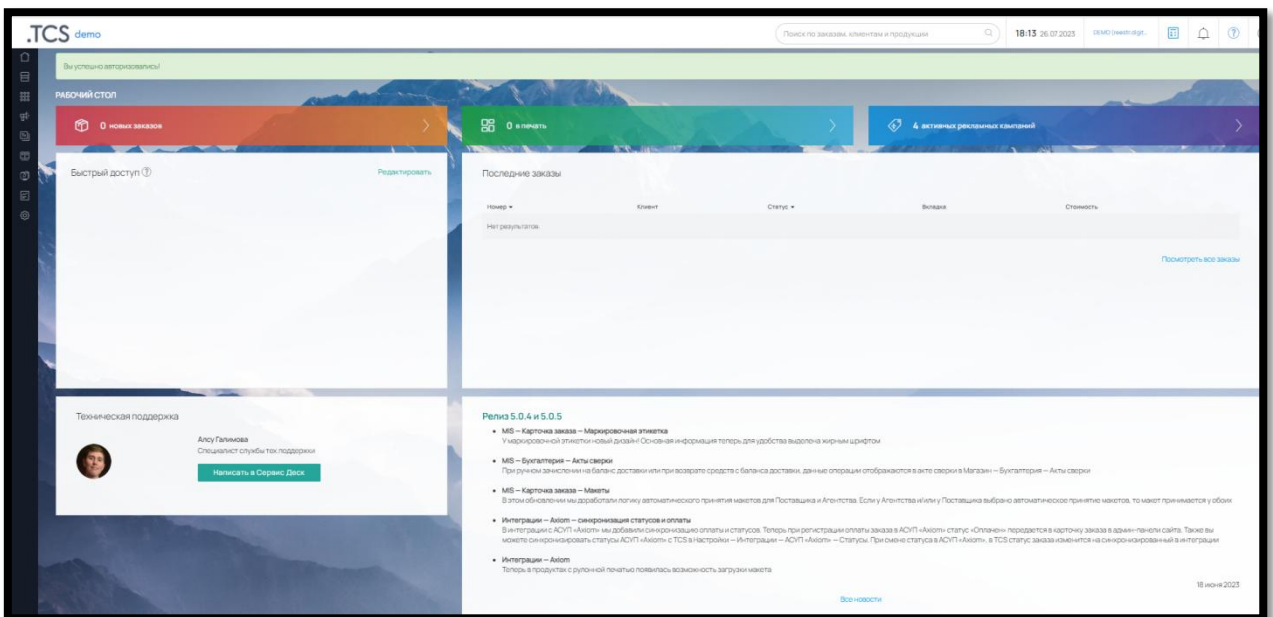 .TCS demo
Поиск по заказам, клиентам и продукции
18:13 26.07.2023
Вы успешно авторизовались!
РАБОЧИЙ СТОЛ
0 новых заказов
0 в печать
4 активных рекламных кампаний
Быстрый доступ
Редактировать
Последние заказы
Номер
Клиент
Статус
Вкладка
Стоимость
Нет результатов.
Посмотреть все заказы
Техническая поддержка
Алсу Галимова
Специалист службы тех. поддержки
Написать в Сервис Деск
Релиз 5.0.4 и 5.0.5
• MIS — Карточка заказа — Маркировочная этикетка
У маркировочной этикетки новый дизайн! Основная информация теперь для удобства выделена жирным шрифтом
• MIS — Бухгалтерия — Акты сверки
При ручном зачислении на баланс доставки или при возврате средств с баланса доставки, данные операции отображаются в акте сверки в Магазин — Бухгалтерия — Акты сверки
• MIS — Карточка заказа — Макеты
В этом обновлении мы доработали логику автоматического принятия макетов для Поставщика и Агентства. Если у Агентства и/или у Поставщика выбрано автоматическое принятие макетов, то макет принимается у обоих
• Интеграции — Axiom — синхронизация статусов и оплаты
В интеграции с АСУП «Axiom» мы добавили синхронизацию оплаты и статусов. Теперь при регистрации оплаты заказа в АСУП «Axiom» статус «Оплачен» передается в карточку заказа в админ-панели сайта. Также вы
можете синхронизировать статусы АСУП «Axiom» с TCS в Настройки — Интеграции — АСУП «Axiom» — Статусы. При смене статуса в АСУП «Axiom», в TCS статус заказа изменится на синхронизированный в интеграции
• Интеграции — Axiom
Теперь в продуктах с рулонной печатью появилась возможность загрузки макета
18 июня 2023
Все новости